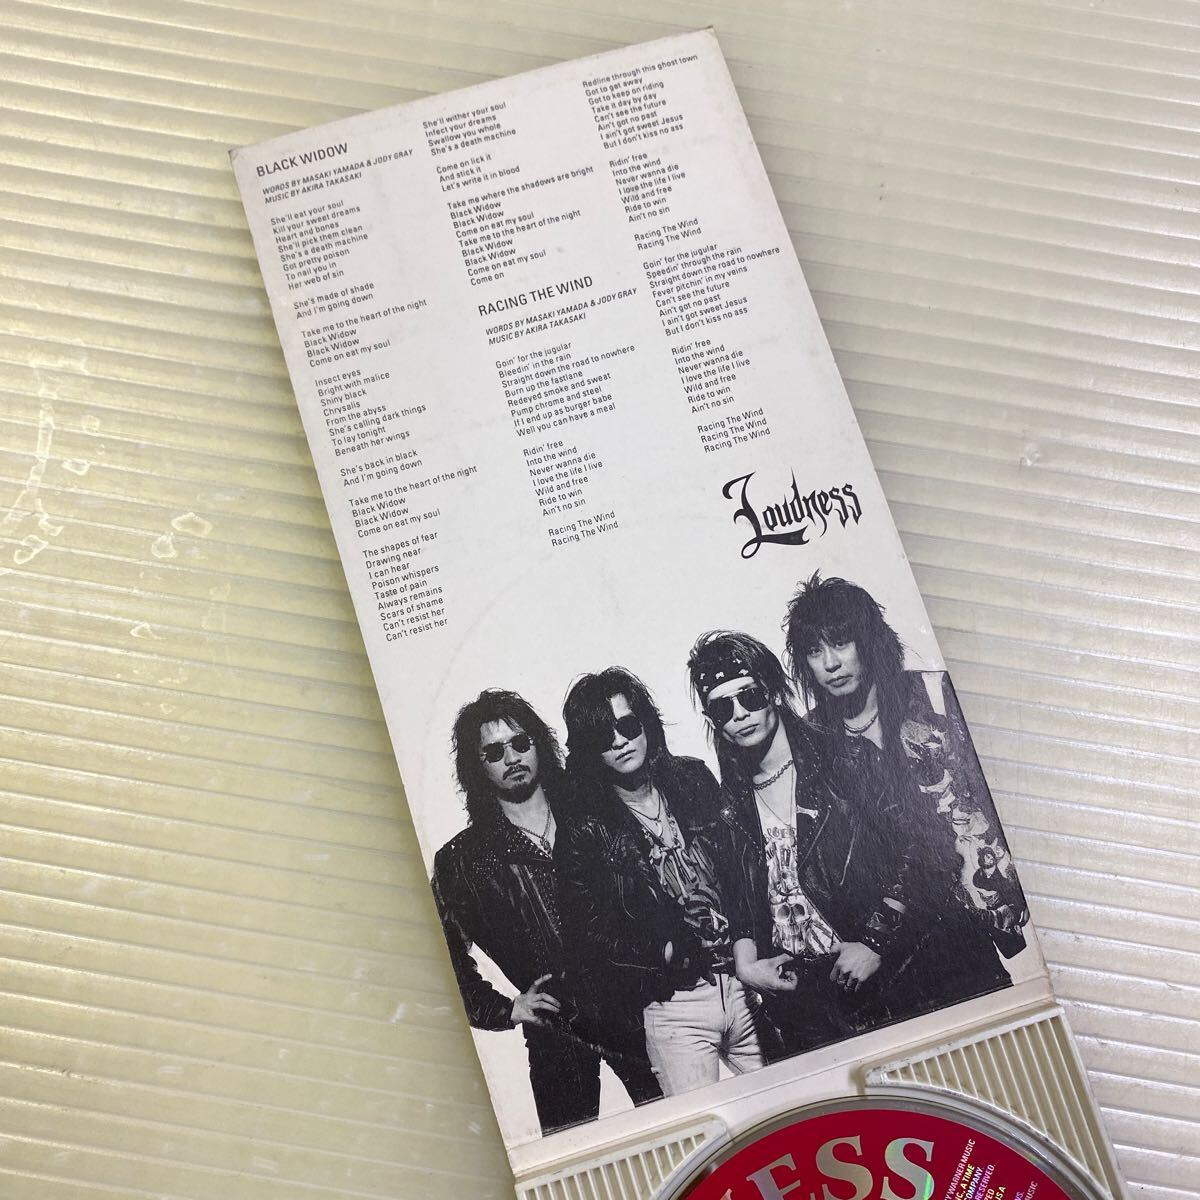 BLACK WIDOW
WORDS BY MASAKI YAMADA & JODY GRAY
MUSIC BY AKIRA TAKASAKI
She'll eat your soul
Kill your sweet dreams
Heart and bones
She'll pick them clean
She's a death machine
Got pretty poison
To nail you in
Her web of sin
She's made of shade
And I'm going down
Take me to the heart of the night
Black Widow
Black Widow
Come on eat my soul
Insect eyes
Bright with malice
Shiny black
Chrysalis
From the abyss
She's calling dark things
To lay tonight
Beneath her wings
She's back in black
And I'm going down
Take me to the heart of the night
Black Widow
Black Widow
Come on eat my soul
The shapes of fear
Drawing near
I can hear
Poison whispers
Taste of pain
Always remains
Scars of shame
Can't resist her
Can't resist her
She'll wither your soul
Infect your dreams
Swallow you whole
She's a death machine
Come on lick it
And stick it
Let's write it in blood
Take me where the shadows are bright
Black Widow
Black Widow
Come on eat my soul
Take me to the heart of the night
Black Widow
Black Widow
Come on eat my soul
Come on
RACING THE WIND
WORDS BY MASAKI YAMADA & JODY GRAY
MUSIC BY AKIRA TAKASAKI
Goin' for the jugular
Bleedin' in the rain
Straight down the road to nowhere
Burn up the fastlane
Redeyed smoke and sweat
Pump chrome and steel
If I end up as burger babe
Well you can have a meal
Ridin' free
Into the wind
Never wanna die
I love the life I live
Wild and free
Ride to win
Ain't no sin
Racing The Wind
Racing The Wind
Redline through this ghost town
Got to get away
Got to keep on riding
Take it day by day
Can't see the future
Ain't got no past
I ain't got sweet Jesus
But I don't kiss no ass
Ridin' free
Into the wind
Never wanna die
I love the life I live
Wild and free
Ride to win
Ain't no sin
Racing The Wind
Racing The Wind
Goin' for the jugular
Speedin' through the rain
Straight down the road to nowhere
Fever pitchin' in my veins
Can't see the future
Ain't got no past
I ain't got sweet Jesus
But I don't kiss no ass
Ridin' free
Into the wind
Never wanna die
I love the life I live
Wild and free
Ride to win
Ain't no sin
Racing The Wind
Racing The Wind
Racing The Wind
Loudness
NESS
WARNER MUSIC
A TIME
COMPANY.
RESERVED.